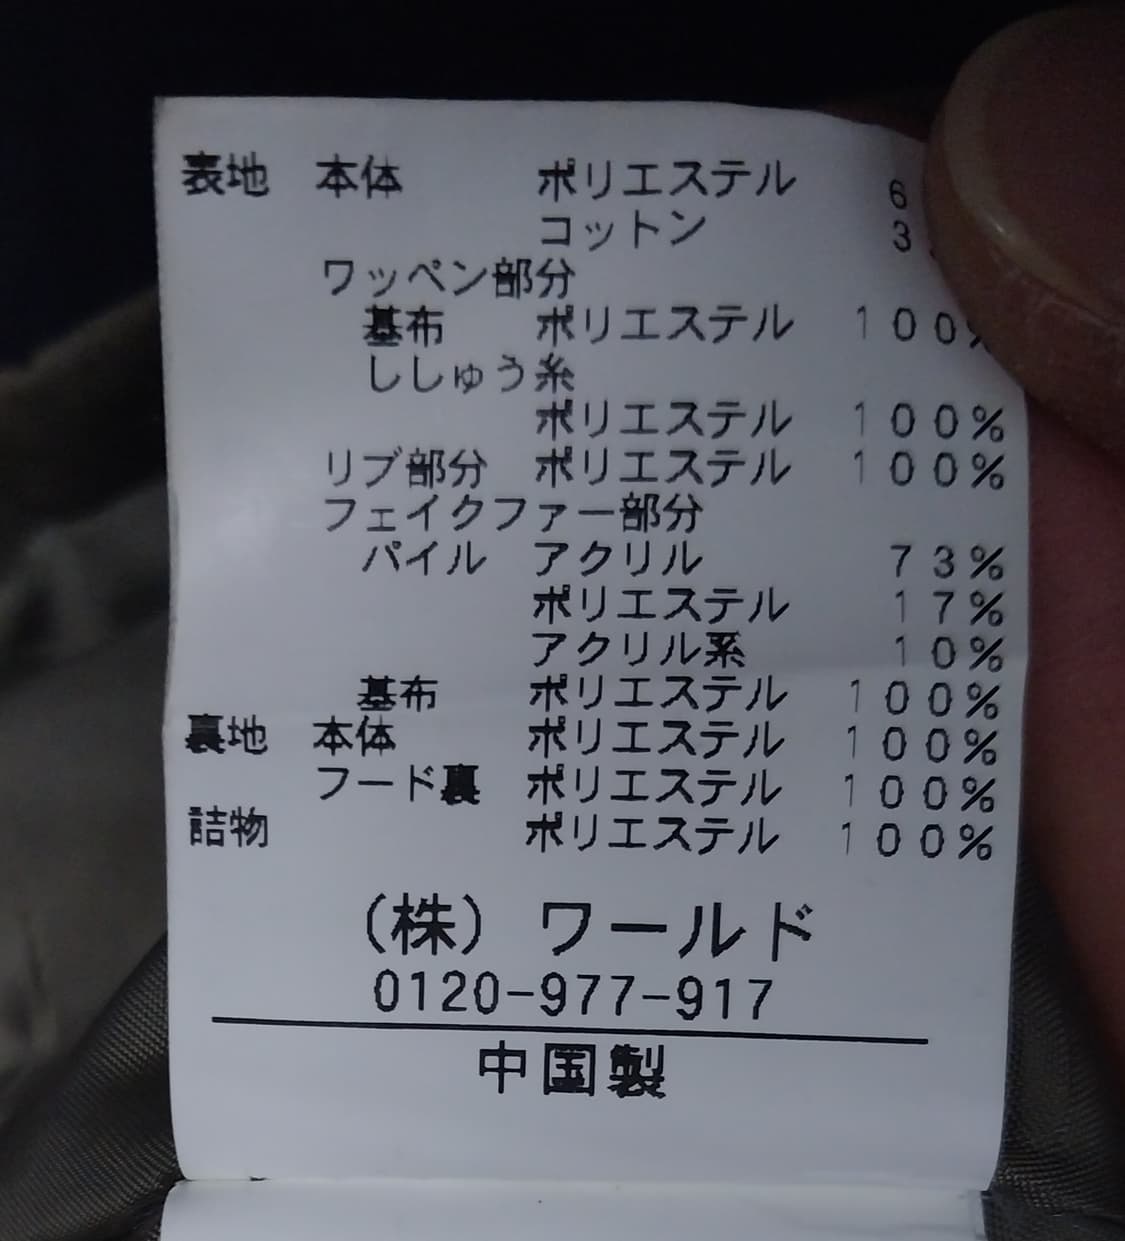 表地 本体 ポリエステル 6
コットン 3
ワッペン部分
基布 ポリエステル 100%
ししゅう糸
ポリエステル 100%
リブ部分 ポリエステル 100%
フェイクファー部分
パイル アクリル 73%
ポリエステル 17%
アクリル系 10%
基布 ポリエステル 100%
裏地 本体 ポリエステル 100%
フード裏 ポリエステル 100%
詰物 ポリエステル 100%
(株) ワールド
0120-977-917
中国製